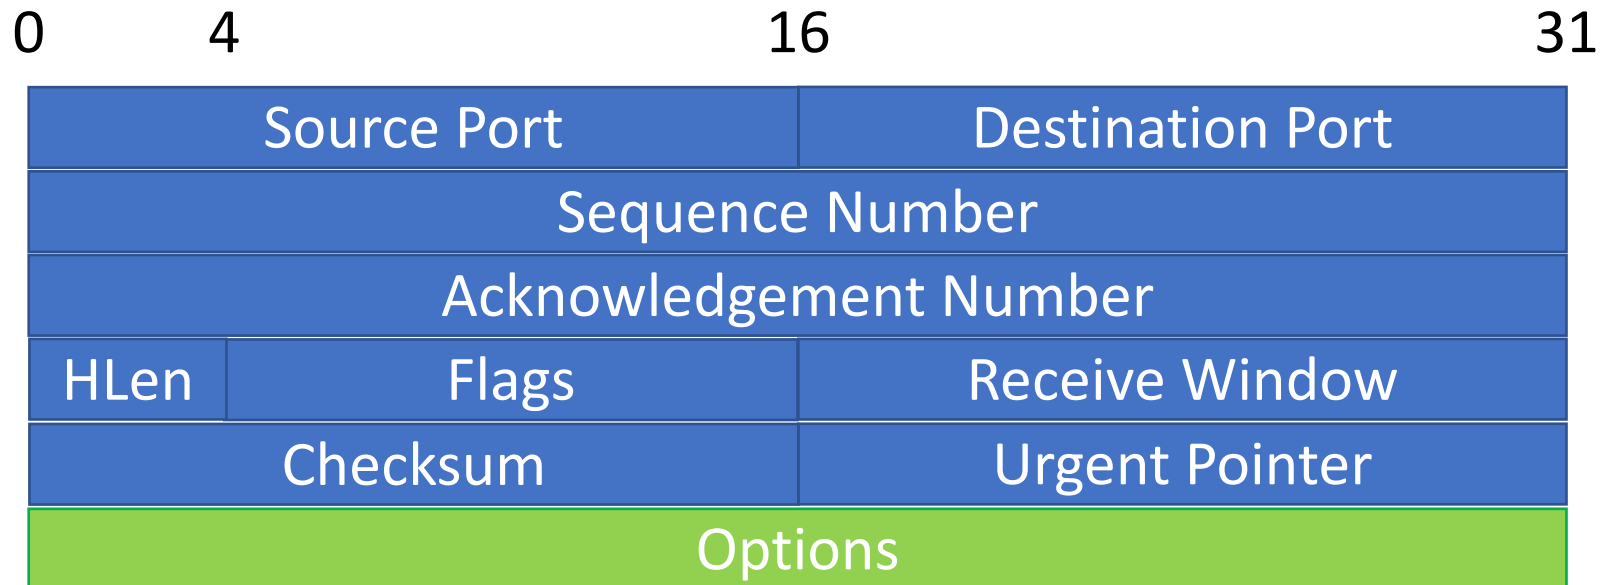 0 4 16 31
Source Port Destination Port
Sequence Number
Acknowledgement Number
HLen Flags Receive Window
Checksum Urgent Pointer
Options